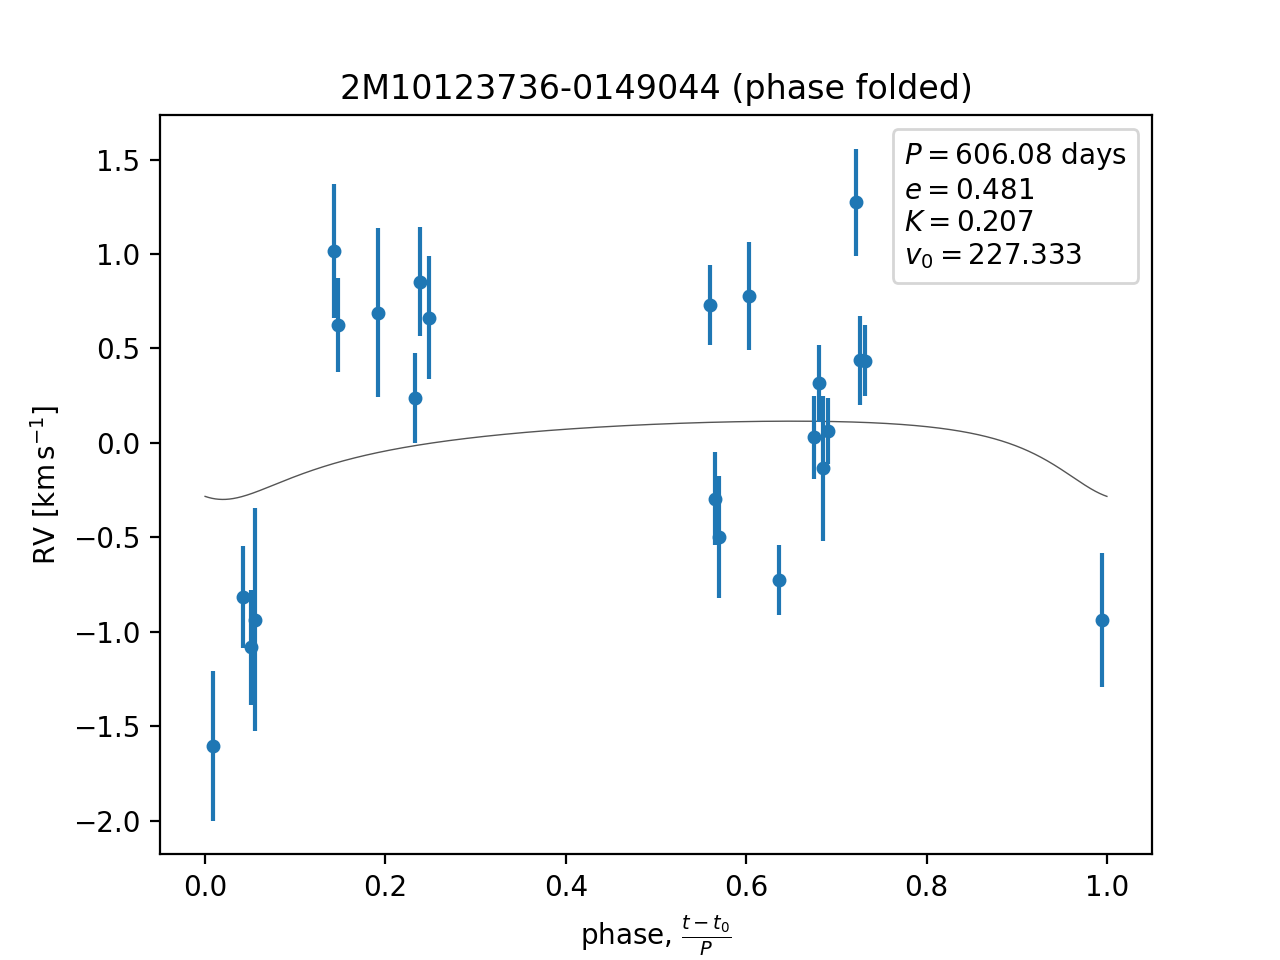 2M10123736-0149044 (phase folded)
P = 606.08 days
e = 0.481
K = 0.207
v₀ = 227.333
RV [km s⁻¹]
1.5
1.0
0.5
0.0
−0.5
−1.0
−1.5
−2.0
0.0 0.2 0.4 0.6 0.8 1.0
phase, (t − t₀)/P